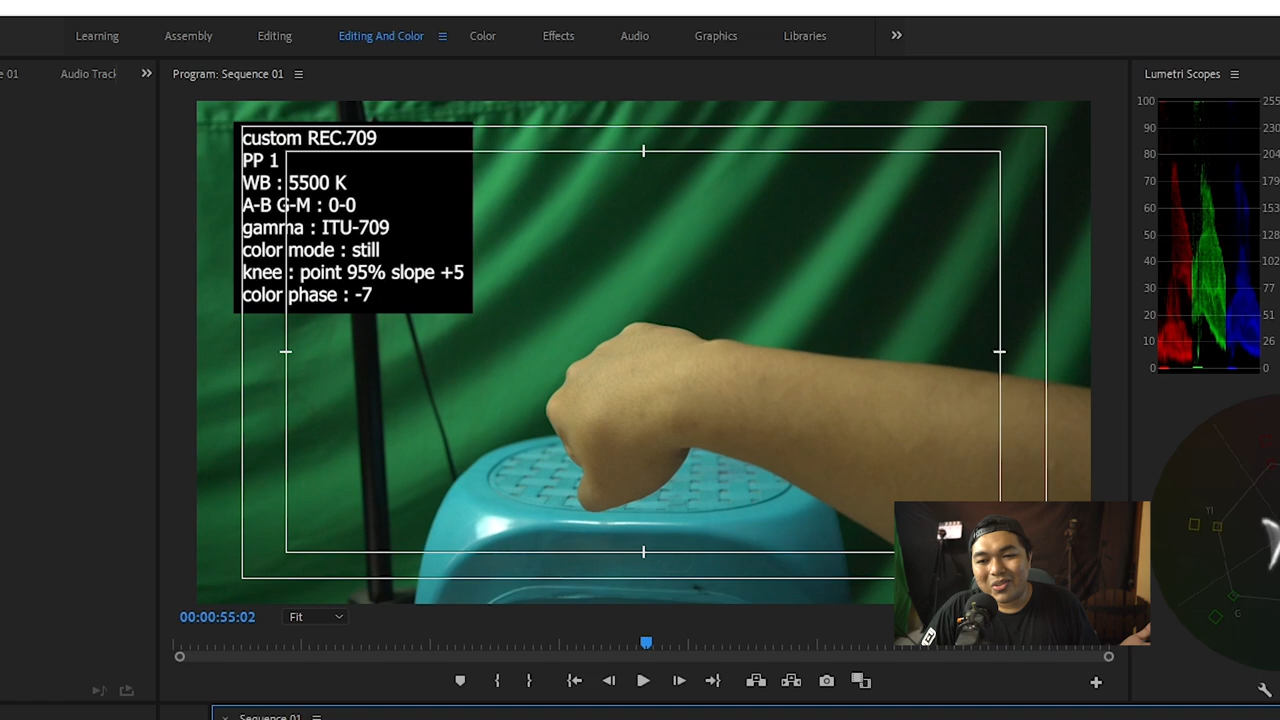 Learning Assembly Editing Editing And Color Color Effects Audio Graphics Libraries
e 01 Audio Track Program: Sequence 01 Lumetri Scopes
custom REC.709
PP 1
WB : 5500 K
A-B G-M : 0-0
gamma : ITU-709
color mode : still
knee : point 95% slope +5
color phase : -7
100 255
90 230
80 204
70 179
60 153
50 128
40 102
30 77
20 51
10 26
0 0
Yl
G
00:00:55:02 Fit
Sequence 01